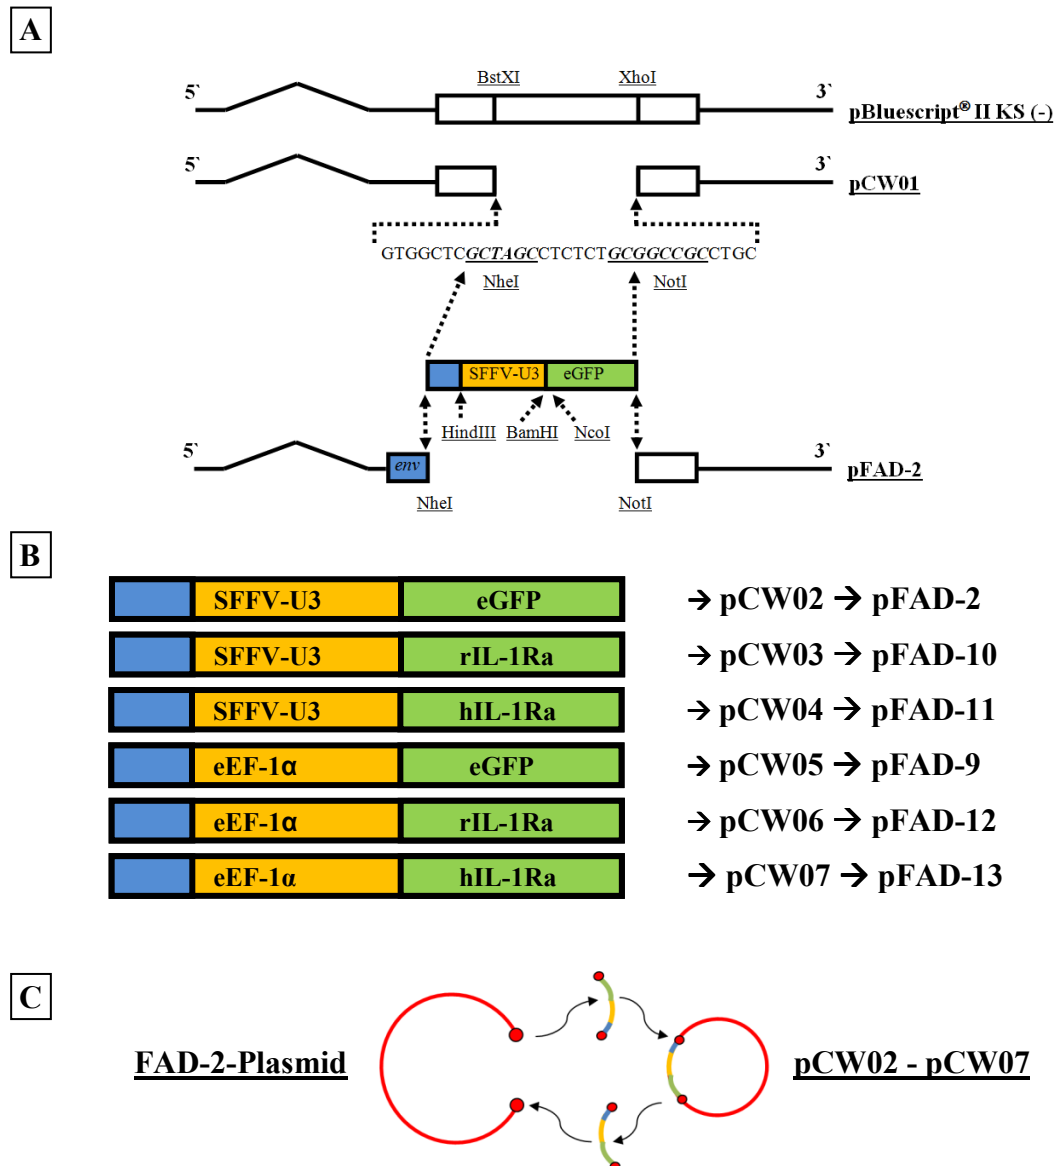 A
BstXI XhoI
5` 3`
pBluescript® II KS (-)
5` 3`
pCW01
GTGGCTCGCTAGCCTCTCTGCGGCCGCCTGC
NheI NotI
SFFV-U3 eGFP
HindIII BamHI NcoI
5` 3`
env
pFAD-2
NheI NotI
B
SFFV-U3 eGFP → pCW02 → pFAD-2
SFFV-U3 rIL-1Ra → pCW03 → pFAD-10
SFFV-U3 hIL-1Ra → pCW04 → pFAD-11
eEF-1α eGFP → pCW05 → pFAD-9
eEF-1α rIL-1Ra → pCW06 → pFAD-12
eEF-1α hIL-1Ra → pCW07 → pFAD-13
C
FAD-2-Plasmid pCW02 - pCW07